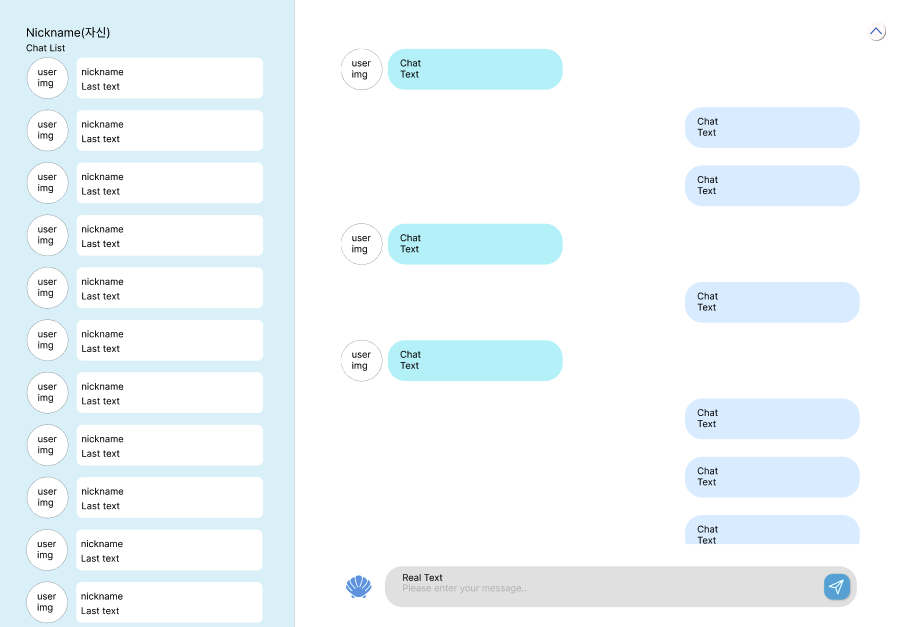 Nickname(자신)
Chat List
user
img
nickname
Last text
user
img
nickname
Last text
user
img
nickname
Last text
user
img
nickname
Last text
user
img
nickname
Last text
user
img
nickname
Last text
user
img
nickname
Last text
user
img
nickname
Last text
user
img
nickname
Last text
user
img
nickname
Last text
user
img
nickname
Last text
user
img
Chat
Text
Chat
Text
Chat
Text
user
img
Chat
Text
Chat
Text
user
img
Chat
Text
Chat
Text
Chat
Text
Chat
Text
Real Text
Please enter your message..